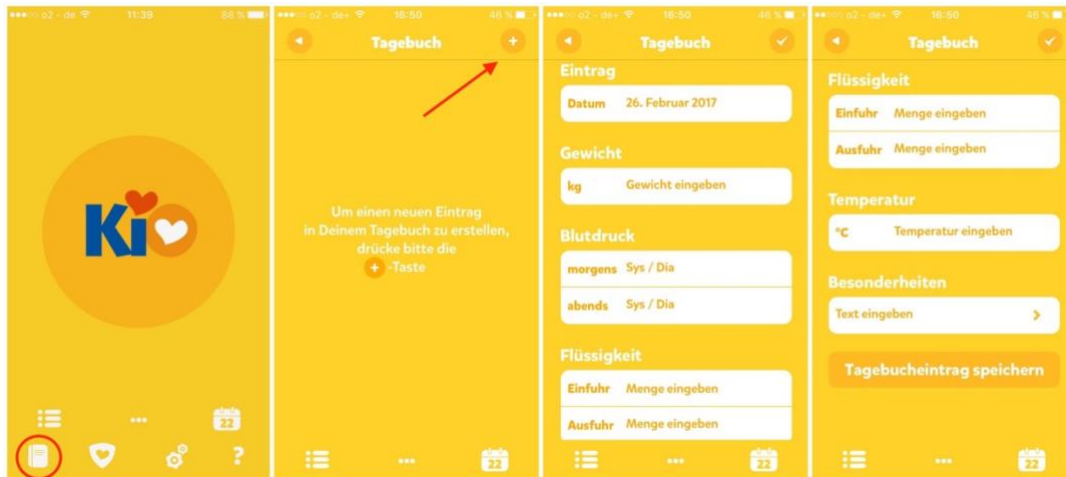 ●●●○○ o2 - de 11:39 88 %
Ki
22
?
●●●○○ o2 - de+ 16:50 46 %
Tagebuch
+
Um einen neuen Eintrag
in Deinem Tagebuch zu erstellen,
drücke bitte die
+ -Taste
22
●●●○○ o2 - de+ 16:50 46 %
Tagebuch
Eintrag
Datum 26. Februar 2017
Gewicht
kg Gewicht eingeben
Blutdruck
morgens Sys / Dia
abends Sys / Dia
Flüssigkeit
Einfuhr Menge eingeben
Ausfuhr Menge eingeben
22
●●●○○ o2 - de+ 16:50 46 %
Tagebuch
Flüssigkeit
Einfuhr Menge eingeben
Ausfuhr Menge eingeben
Temperatur
°C Temperatur eingeben
Besonderheiten
Text eingeben
Tagebucheintrag speichern
22